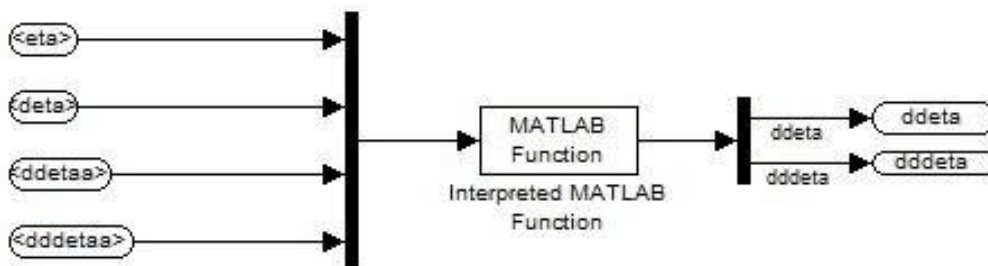 <eta>
<deta>
<ddetaa>
<dddetaa>
MATLAB
Function
Interpreted MATLAB
Function
ddeta
dddeta
ddeta
dddeta